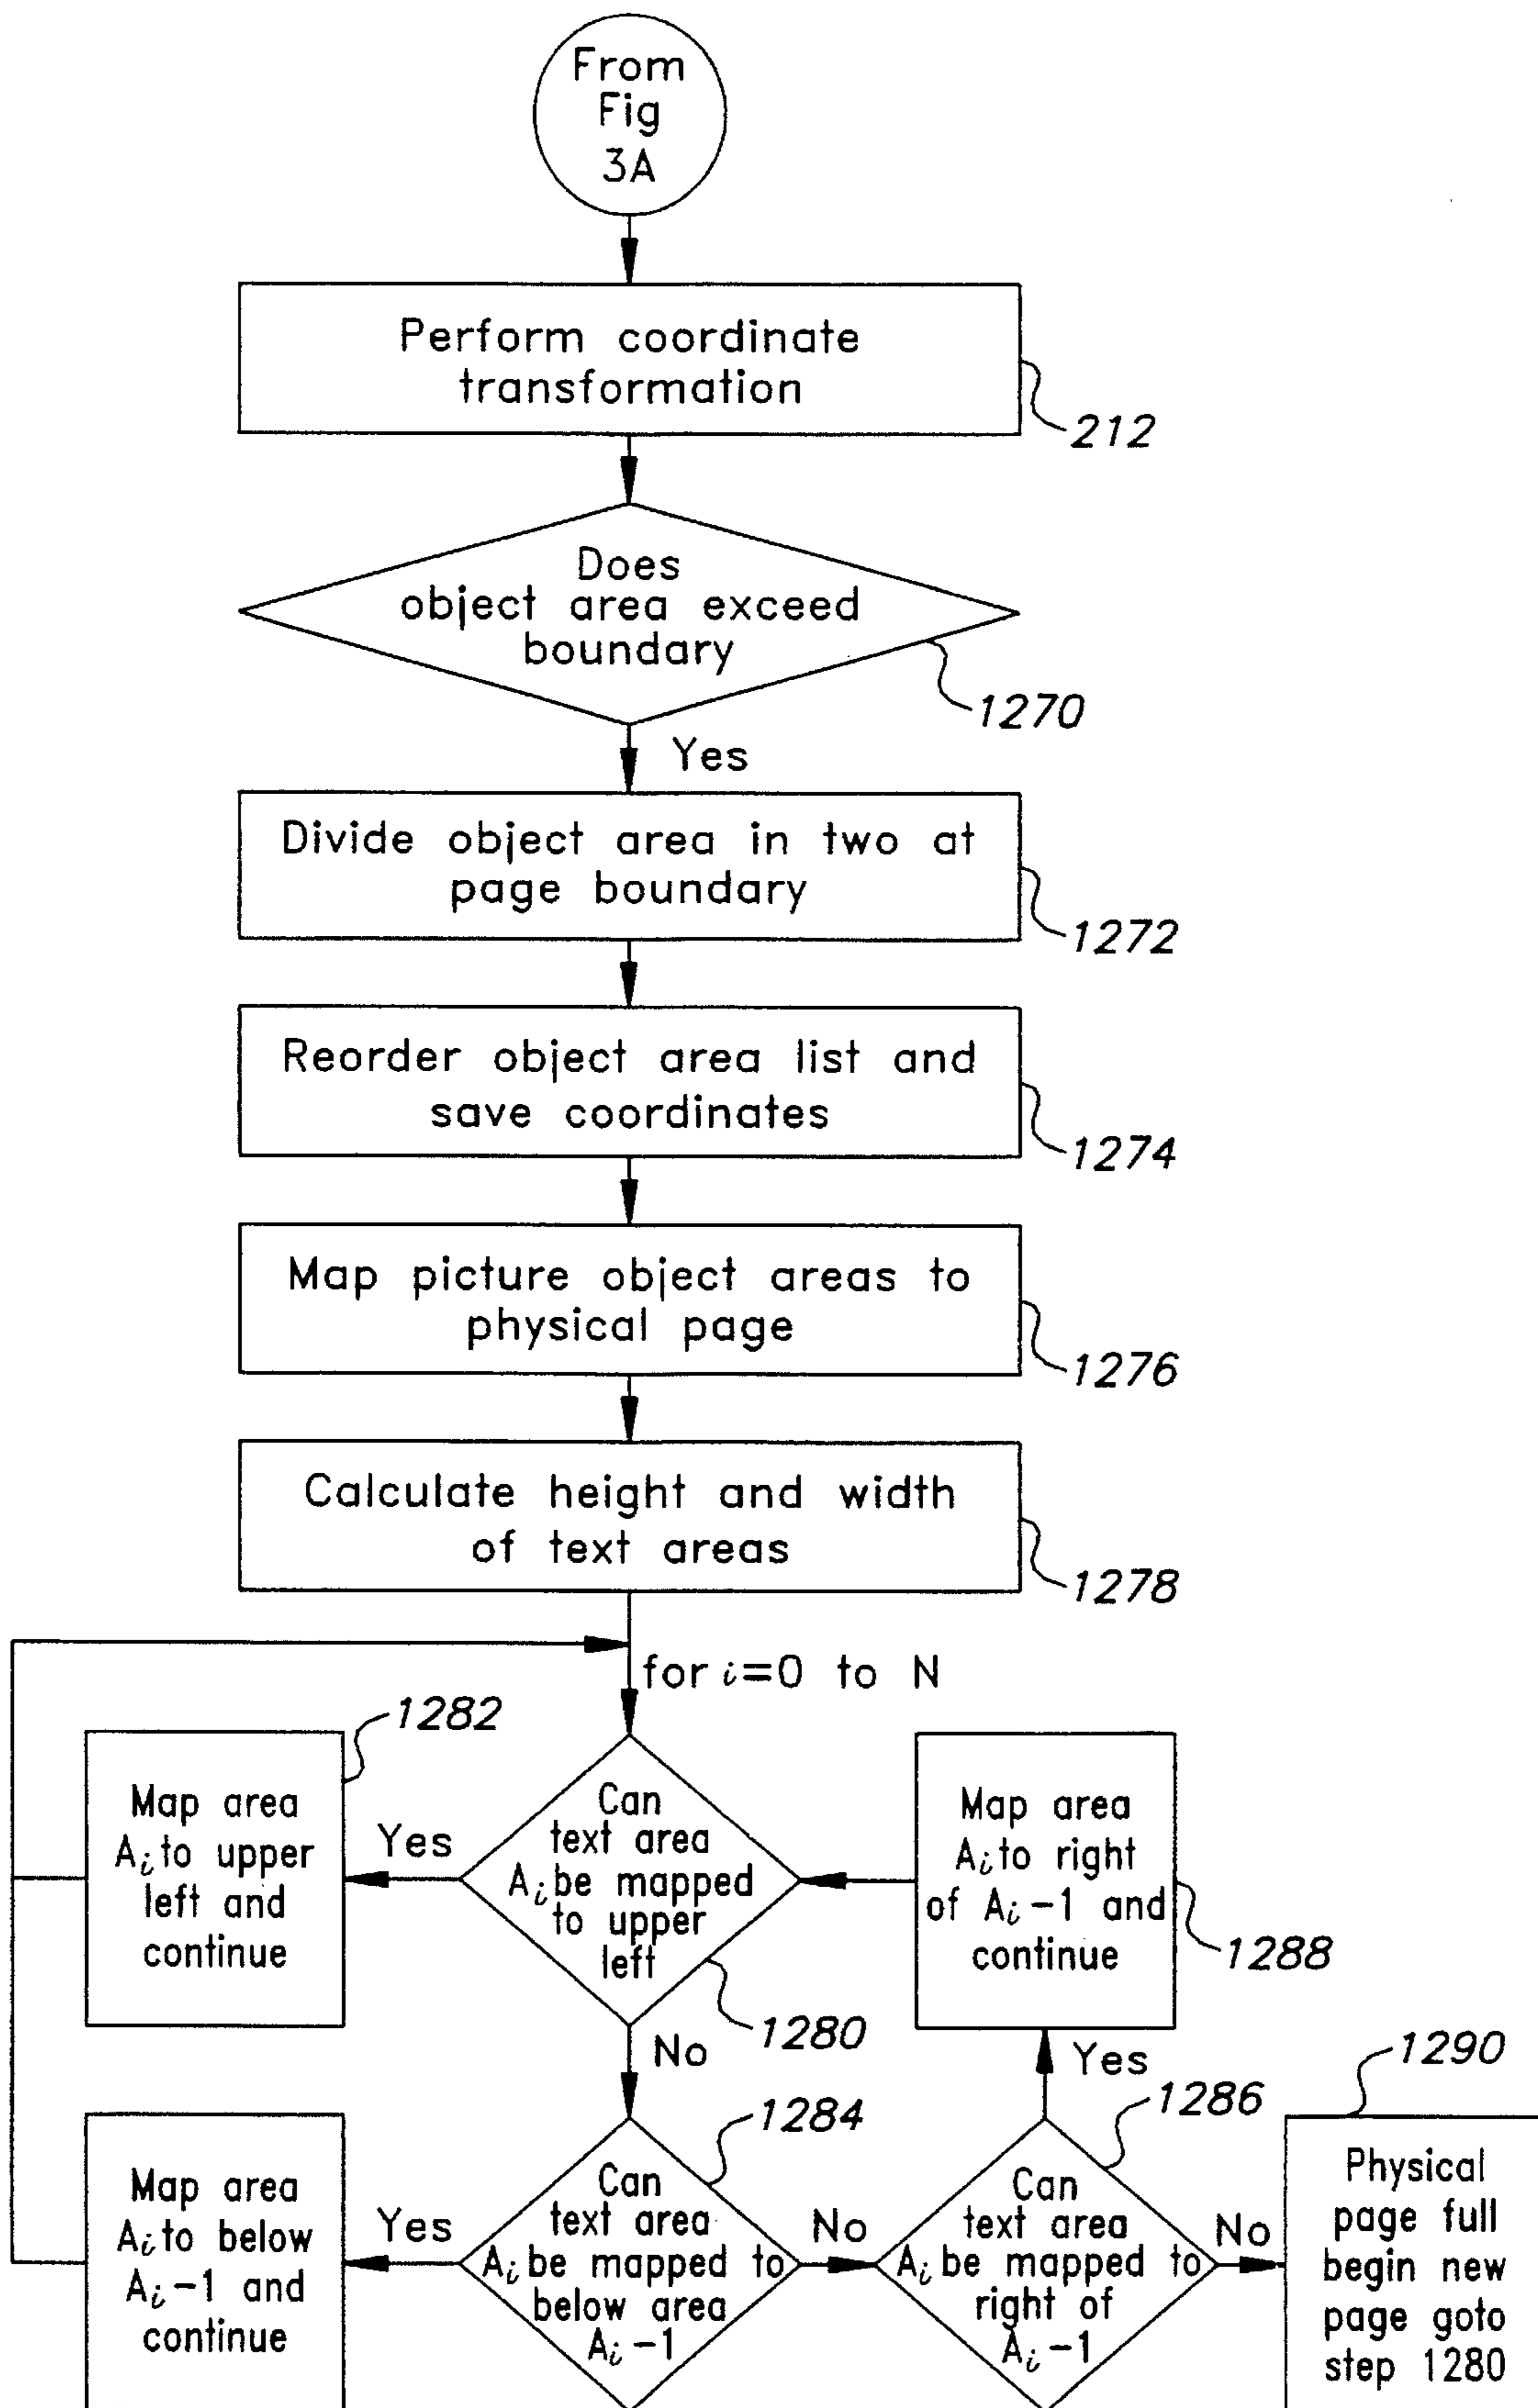 From
Fig
3A
Perform coordinate
transformation
212
Does
object area exceed
boundary
1270
Yes
Divide object area in two at
page boundary
1272
Reorder object area list and
save coordinates
1274
Map picture object areas to
physical page
1276
Calculate height and width
of text areas
1278
for i=0 to N
1282
Map area
Ai to upper
left and
continue
Yes
Can
text area
Ai be mapped
to upper
left
1280
Map area
Ai to right
of Ai-1 and
continue
1288
No
Yes
1290
Map area
Ai to below
Ai-1 and
continue
Yes
1284
Can
text area
Ai be mapped to
below area
Ai-1
No
1286
Can
text area
Ai be mapped to
right of
Ai-1
No
Physical
page full
begin new
page goto
step 1280